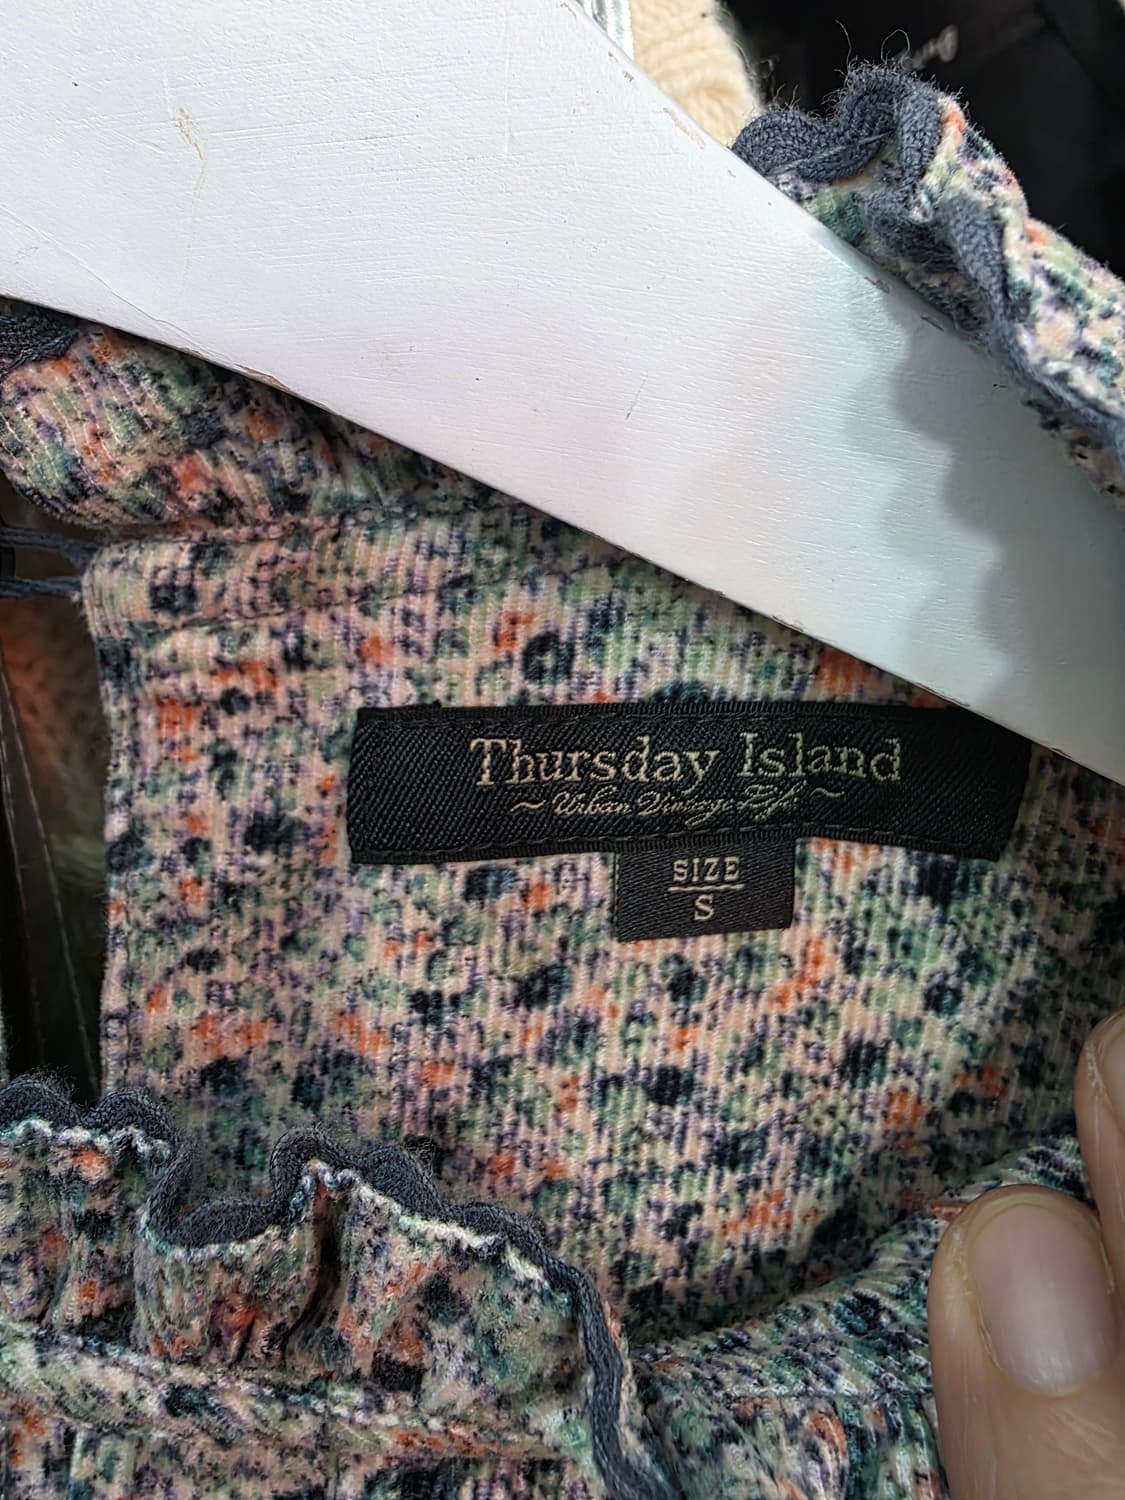 Thursday Island
~ Urban Vintage Life ~
SIZE
S